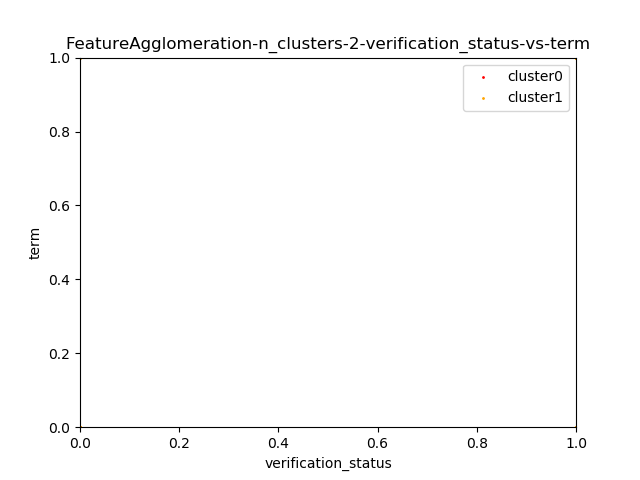 FeatureAgglomeration-n_clusters-2-verification_status-vs-term
cluster0
cluster1
1.0
0.8
0.6
0.4
0.2
0.0
term
0.0 0.2 0.4 0.6 0.8 1.0
verification_status